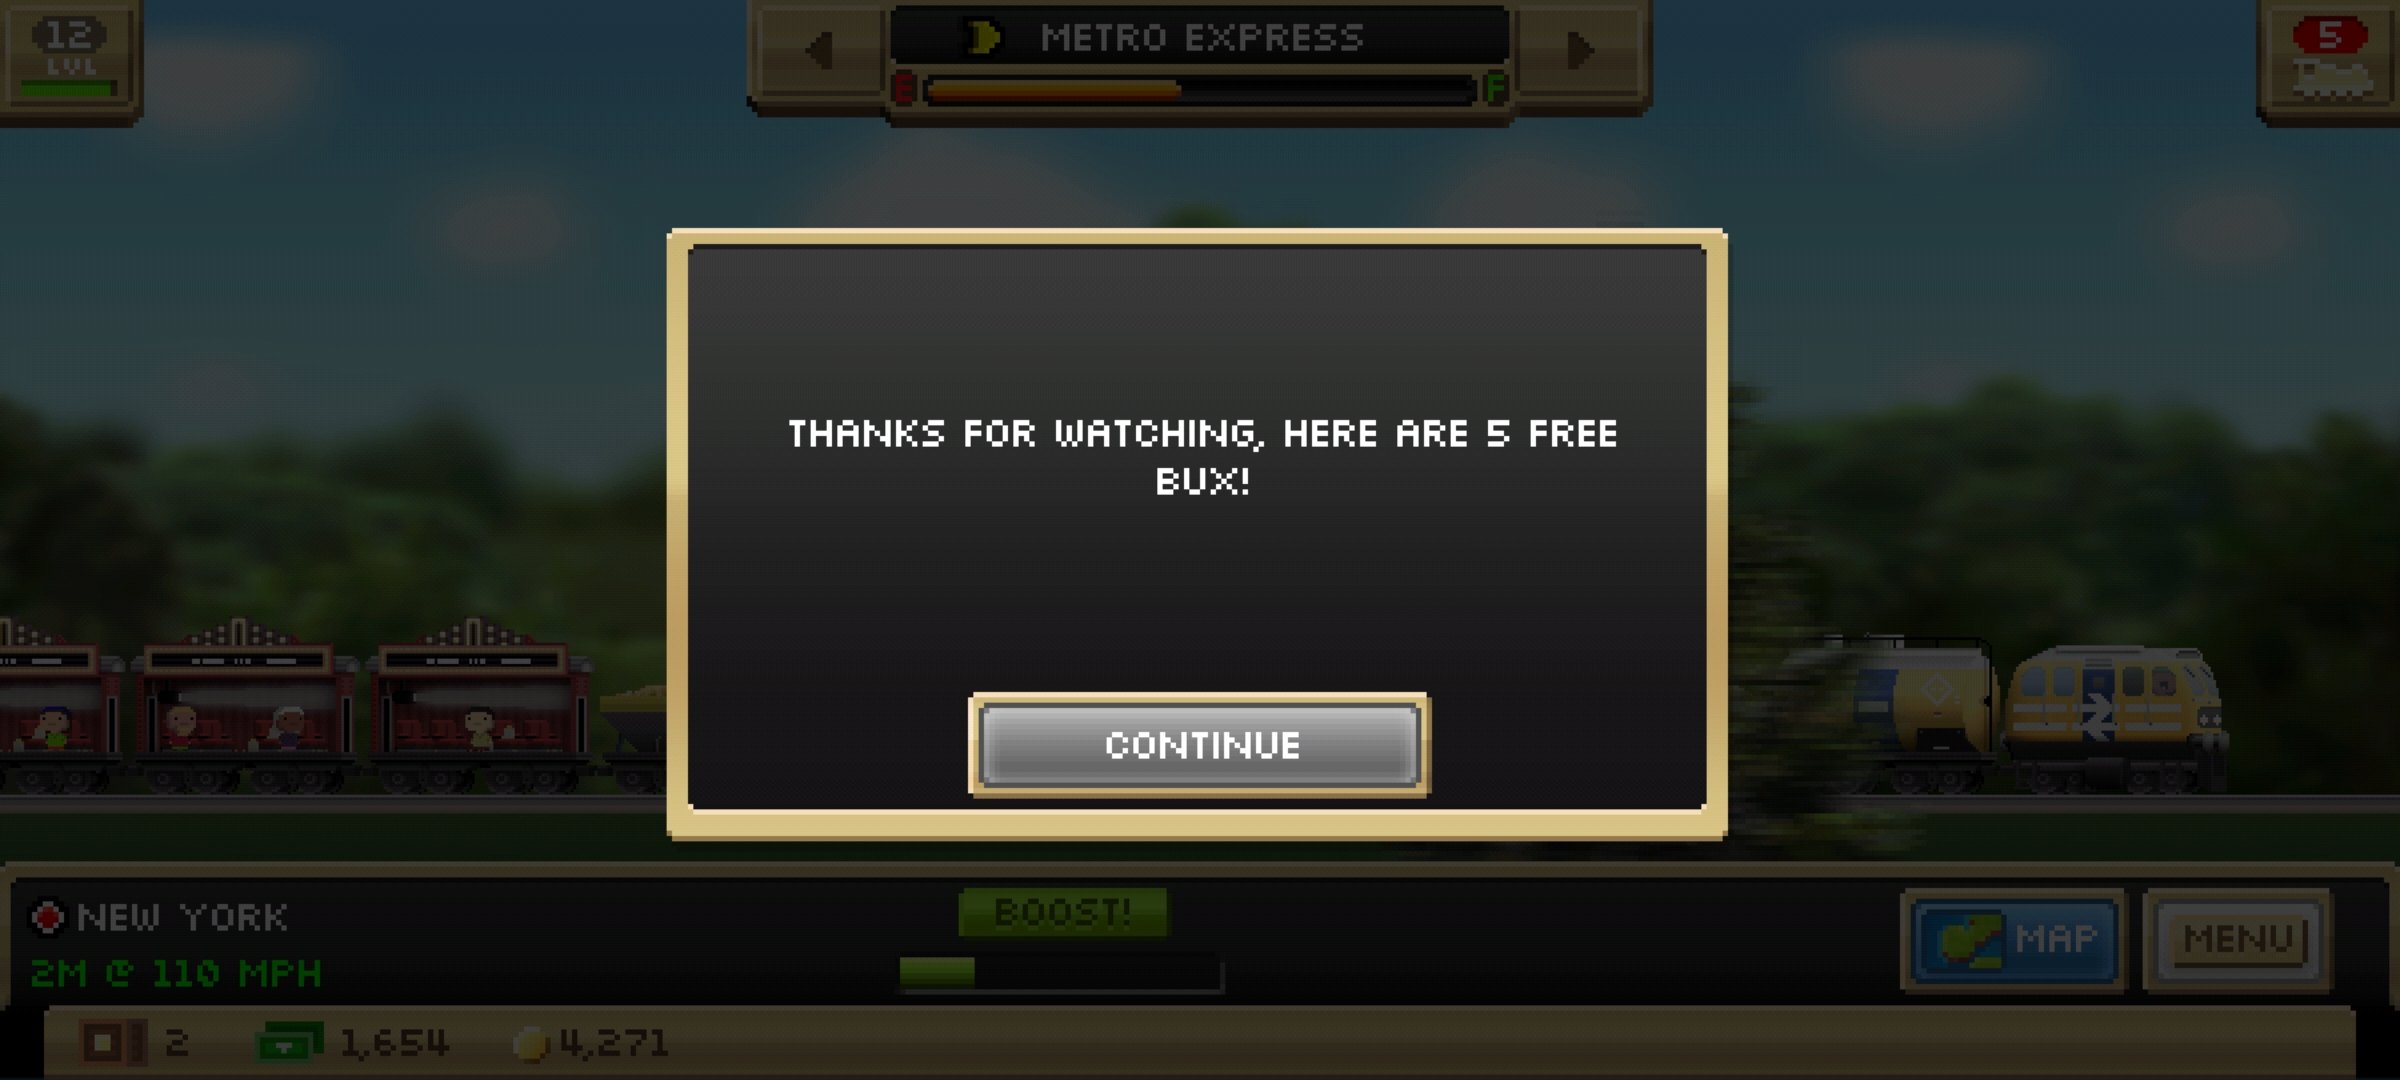 12
LVL
METRO EXPRESS
E
F
5
THANKS FOR WATCHING, HERE ARE 5 FREE
BUX!
CONTINUE
NEW YORK
2M @ 110 MPH
BOOST!
MAP
MENU
2
1,654
4,271